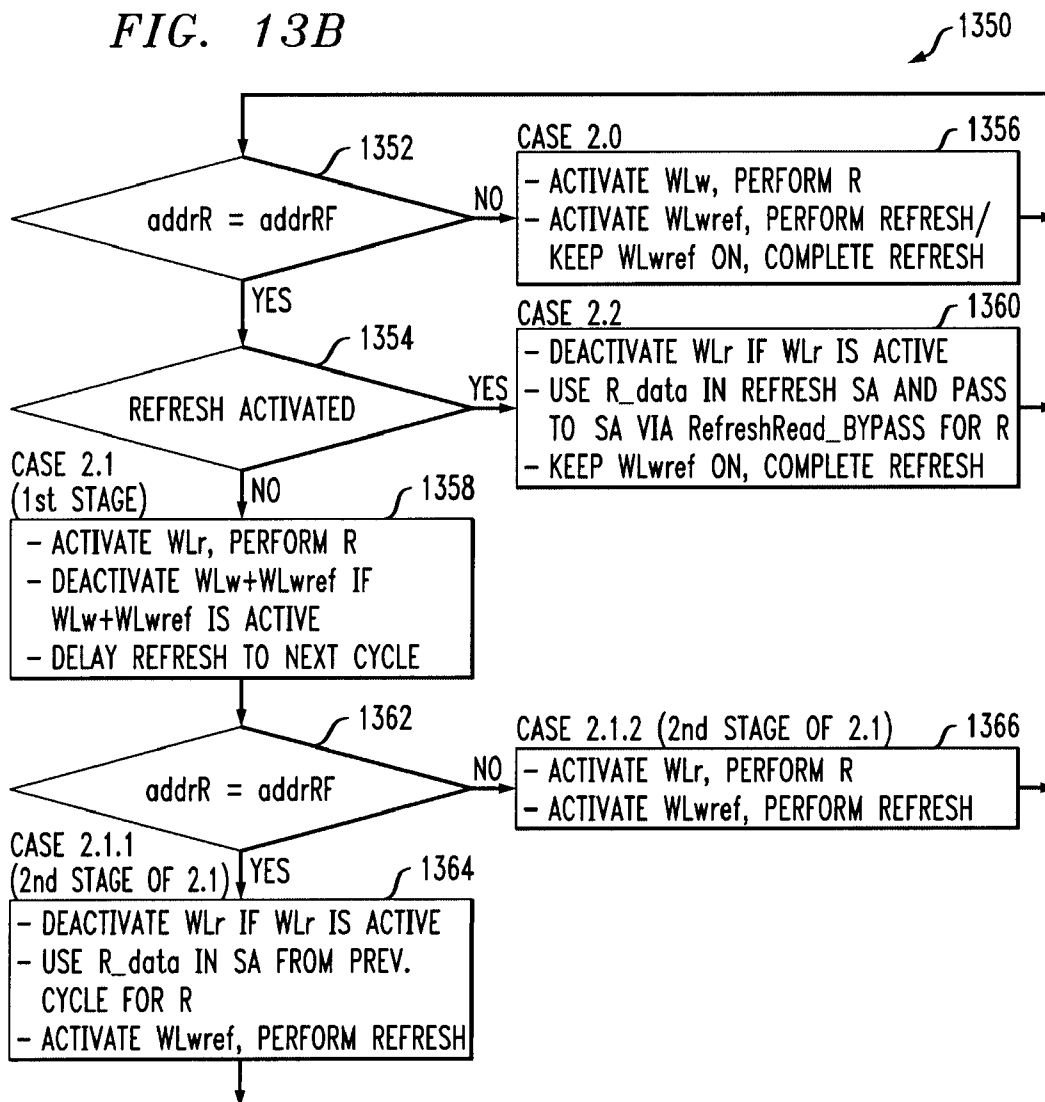 FIG. 13B
1350
1352
addrR = addrRF
NO
YES
CASE 2.0
1356
- ACTIVATE WLw, PERFORM R
- ACTIVATE WLwref, PERFORM REFRESH/
KEEP WLwref ON, COMPLETE REFRESH
1354
REFRESH ACTIVATED
YES
NO
CASE 2.2
1360
- DEACTIVATE WLr IF WLr IS ACTIVE
- USE R_data IN REFRESH SA AND PASS
TO SA VIA RefreshRead_BYPASS FOR R
- KEEP WLwref ON, COMPLETE REFRESH
CASE 2.1
(1st STAGE)
1358
- ACTIVATE WLr, PERFORM R
- DEACTIVATE WLw+WLwref IF
WLw+WLwref IS ACTIVE
- DELAY REFRESH TO NEXT CYCLE
1362
addrR = addrRF
NO
YES
CASE 2.1.2 (2nd STAGE OF 2.1)
1366
- ACTIVATE WLr, PERFORM R
- ACTIVATE WLwref, PERFORM REFRESH
CASE 2.1.1
(2nd STAGE OF 2.1)
1364
- DEACTIVATE WLr IF WLr IS ACTIVE
- USE R_data IN SA FROM PREV.
CYCLE FOR R
- ACTIVATE WLwref, PERFORM REFRESH